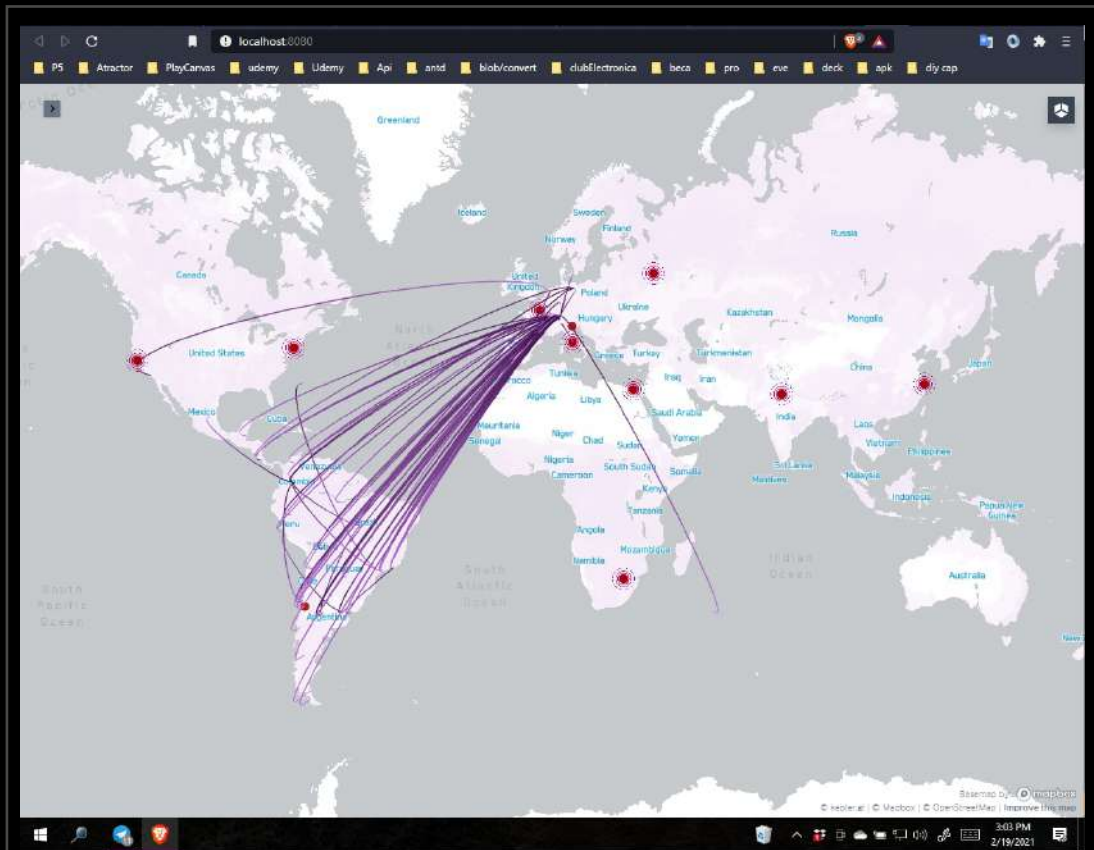 localhost:8080
P5 Atractor PlayCanvas udemy Udemy Api antd blob/convert clubElectronica beca pro eve deck apk diy cap
Greenland
Iceland
Sweden
Finland
Norway
Russia
Canada
United
Kingdom
Poland
Ukraine
Kazakhstan
Mongolia
Hungary
North
United States
Greece Turkey
Turkmenistan
China
Japan
Iraq Iran
Tunisia
Algeria Libya
Mexico
Cuba
Saudi Arabia
India
Laos
Mauritania
Senegal
Niger
Chad
Sudan
Yemen
Vietnam
Philippines
Nigeria
Cameroon
South Sudan
Somalia
Sri Lanka
Maldives
Malaysia
Venezuela
Kenya
Indonesia
Papua New
Guinea
Tanzania
Angola
Mozambique
Namibia
Indian
Ocean
South
Atlantic
Ocean
South
Pacific
Ocean
Australia
Argentina
Basemap by mapbox
© kepler.gl | © Mapbox | © OpenStreetMap | Improve this map
3:03 PM
2/19/2021